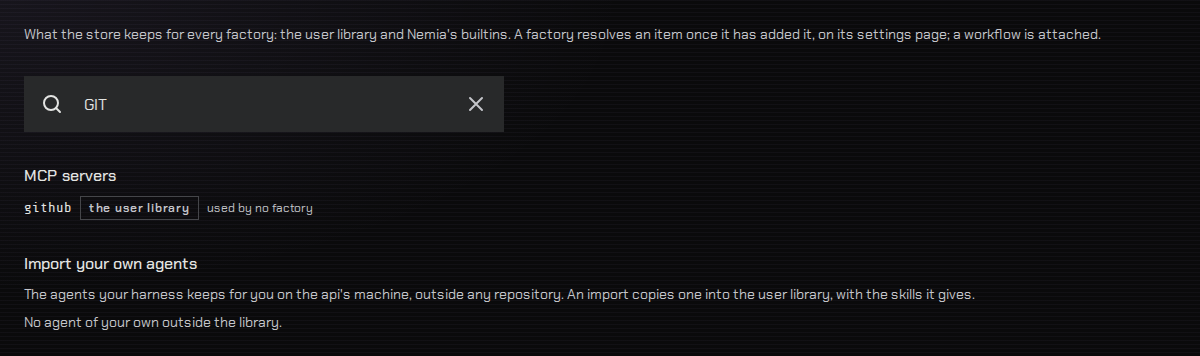 What the store keeps for every factory: the user library and Nemia's builtins. A factory resolves an item once it has added it, on its settings page; a workflow is attached.
GIT
MCP servers
github the user library used by no factory
Import your own agents
The agents your harness keeps for you on the api's machine, outside any repository. An import copies one into the user library, with the skills it gives.
No agent of your own outside the library.